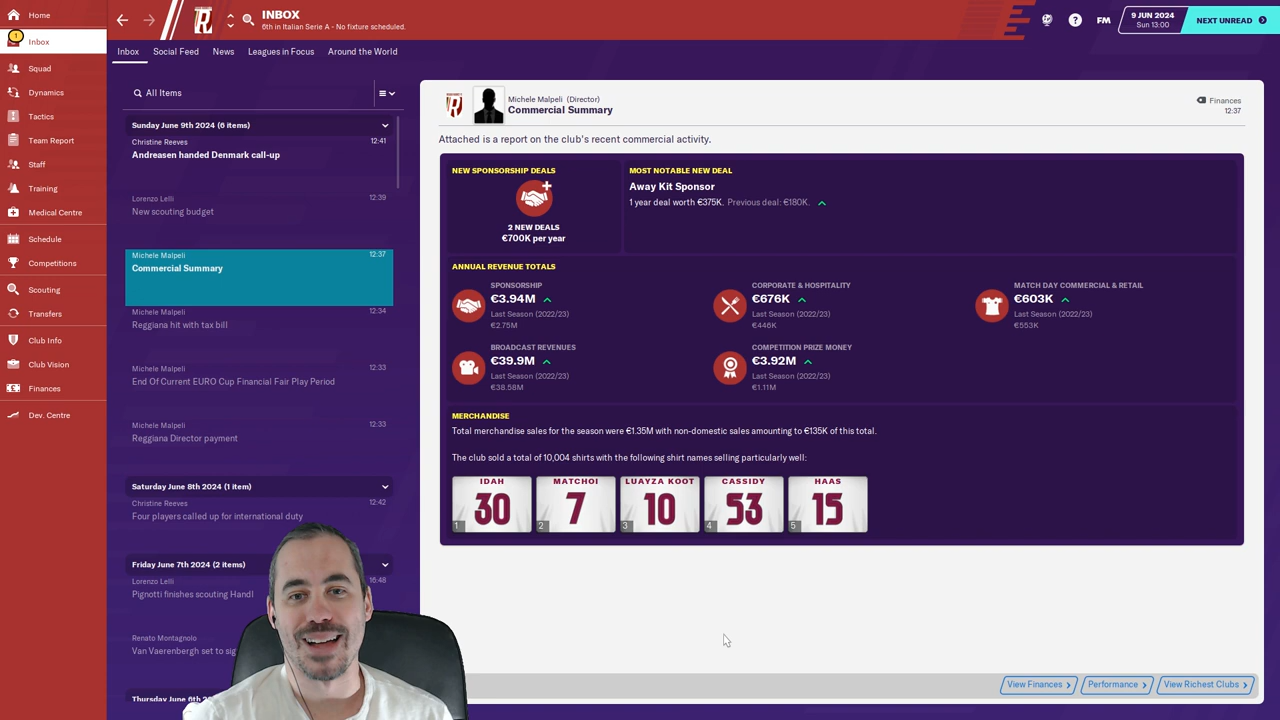 Home
INBOX
6th in Italian Serie A - No fixture scheduled.
FM
9 JUN 2024
Sun 13:00
NEXT UNREAD
1
Inbox
Squad
Dynamics
Tactics
Team Report
Staff
Training
Medical Centre
Schedule
Competitions
Scouting
Transfers
Club Info
Club Vision
Finances
Dev. Centre
Inbox
Social Feed
News
Leagues in Focus
Around the World
All Items
Sunday June 9th 2024 (6 items)
Christine Reeves
12:41
Andreasen handed Denmark call-up
Lorenzo Lelli
12:39
New scouting budget
Michele Malpeli
12:37
Commercial Summary
Michele Malpeli
12:34
Reggiana hit with tax bill
Michele Malpeli
12:33
End Of Current EURO Cup Financial Fair Play Period
Michele Malpeli
12:33
Reggiana Director payment
Saturday June 8th 2024 (1 item)
Christine Reeves
12:42
Four players called up for international duty
Friday June 7th 2024 (2 items)
Lorenzo Lelli
16:48
Pignotti finishes scouting Handl
Renato Montagnolo
Van Vaerenbergh set to sig
Thursday June 6th 20
Michele Malpeli (Director)
Commercial Summary
Finances
12:37
Attached is a report on the club's recent commercial activity.
NEW SPONSORSHIP DEALS
2 NEW DEALS
€700K per year
MOST NOTABLE NEW DEAL
Away Kit Sponsor
1 year deal worth €375K. Previous deal: €180K.
ANNUAL REVENUE TOTALS
SPONSORSHIP
€3.94M
Last Season (2022/23)
€2.75M
CORPORATE & HOSPITALITY
€676K
Last Season (2022/23)
€446K
MATCH DAY COMMERCIAL & RETAIL
€603K
Last Season (2022/23)
€553K
BROADCAST REVENUES
€39.9M
Last Season (2022/23)
€38.58M
COMPETITION PRIZE MONEY
€3.92M
Last Season (2022/23)
€1.11M
MERCHANDISE
Total merchandise sales for the season were €1.35M with non-domestic sales amounting to €135K of this total.
The club sold a total of 10,004 shirts with the following shirt names selling particularly well:
IDAH
30
1
MATCHOI
7
2
LUAYZA KOOT
10
3
CASSIDY
53
4
HAAS
15
5
View Finances
Performance
View Richest Clubs